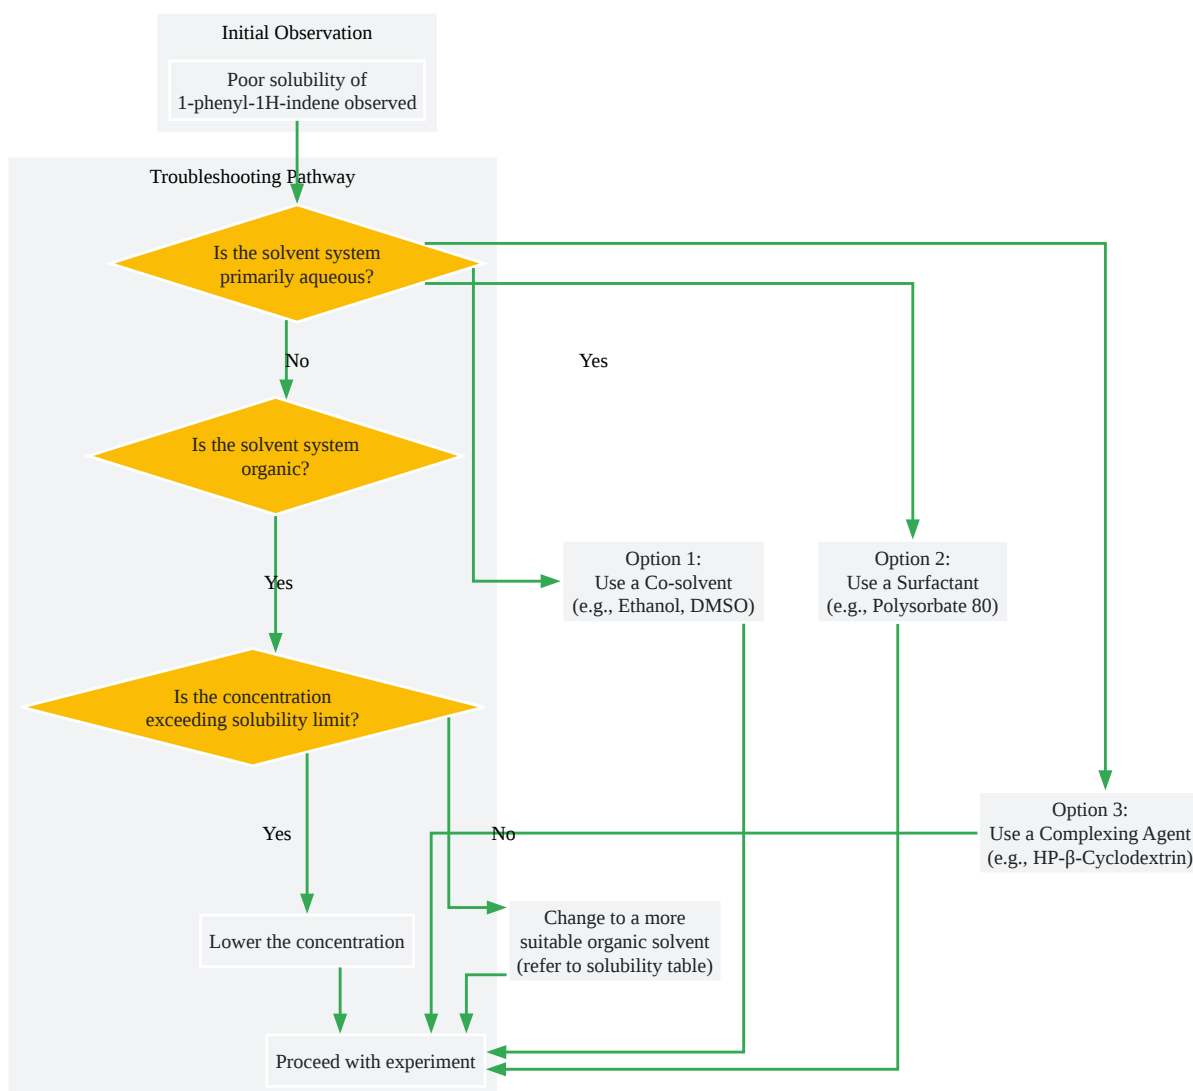 Initial Observation
Poor solubility of
1-phenyl-1H-indene observed
Troubleshooting Pathway
Is the solvent system
primarily aqueous?
No
Yes
Is the solvent system
organic?
Yes
Option 1:
Use a Co-solvent
(e.g., Ethanol, DMSO)
Option 2:
Use a Surfactant
(e.g., Polysorbate 80)
Is the concentration
exceeding solubility limit?
Yes
No
Option 3:
Use a Complexing Agent
(e.g., HP-β-Cyclodextrin)
Lower the concentration
Change to a more
suitable organic solvent
(refer to solubility table)
Proceed with experiment